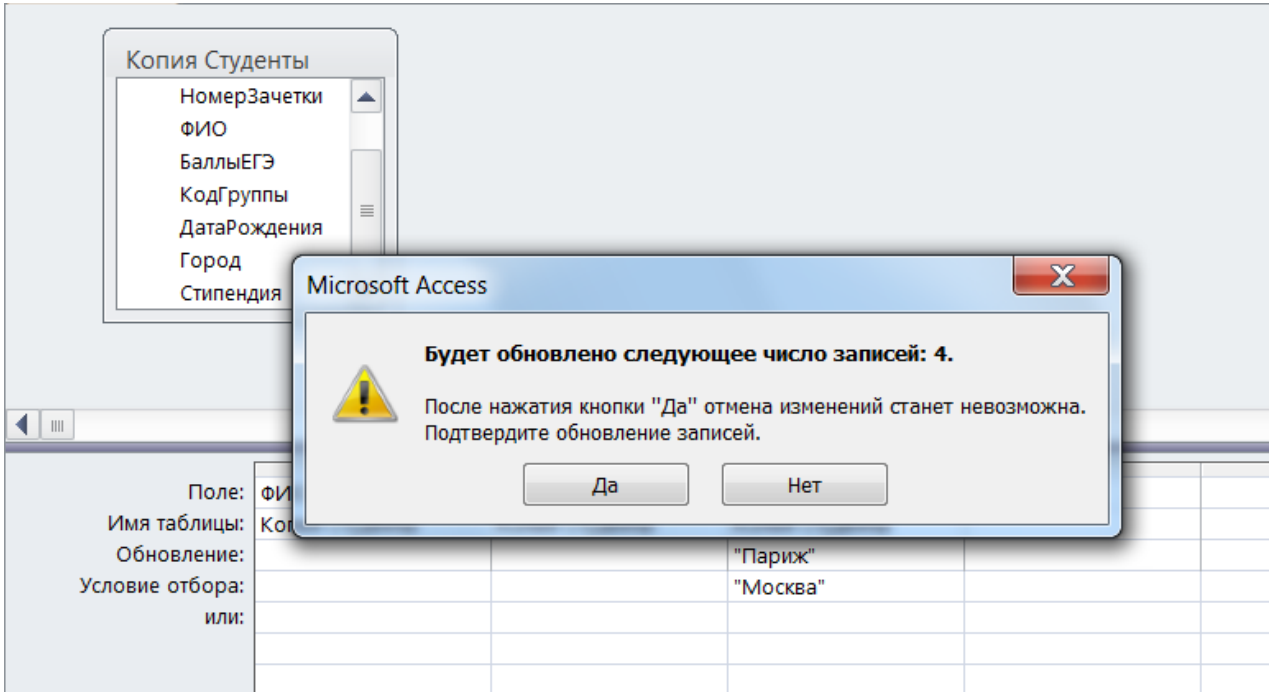 Копия Студенты
НомерЗачетки
ФИО
БаллыЕГЭ
КодГруппы
ДатаРождения
Город
Стипендия
Microsoft Access
Будет обновлено следующее число записей: 4.
После нажатия кнопки "Да" отмена изменений станет невозможна.
Подтвердите обновление записей.
Да
Нет
Поле:
Имя таблицы:
Обновление: "Париж"
Условие отбора: "Москва"
или: